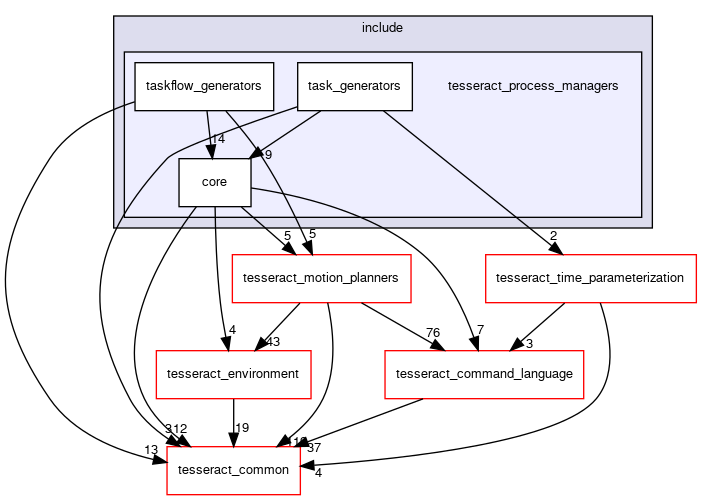 include
taskflow_generators
task_generators
tesseract_process_managers
14
9
core
5
5
2
tesseract_motion_planners
tesseract_time_parameterization
4
43
76
7
3
tesseract_environment
tesseract_command_language
19
37
13
4
tesseract_common